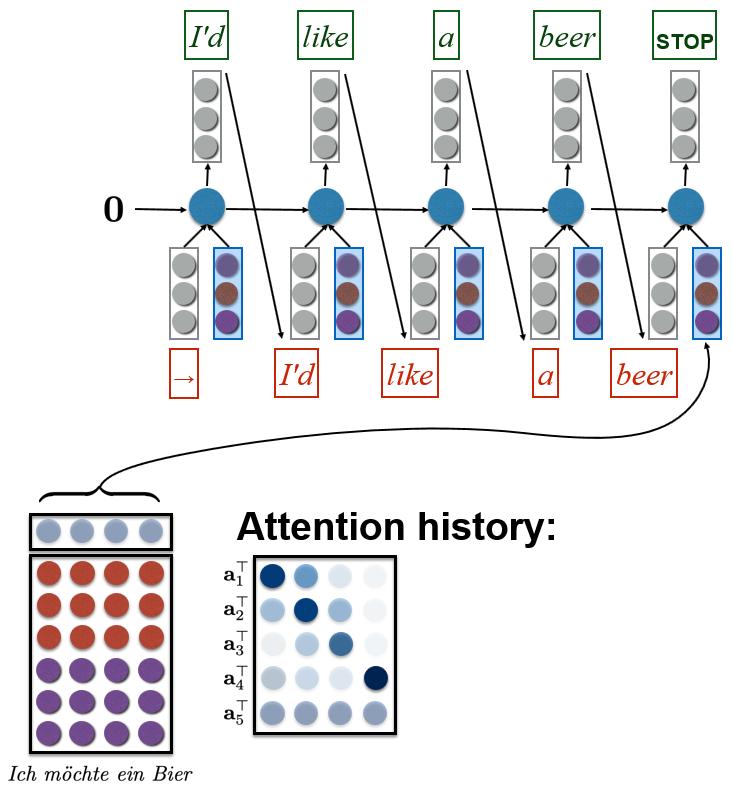 I'd like a beer STOP
0
→ I'd like a beer
Attention history:
a₁⊤
a₂⊤
a₃⊤
a₄⊤
a₅⊤
Ich möchte ein Bier